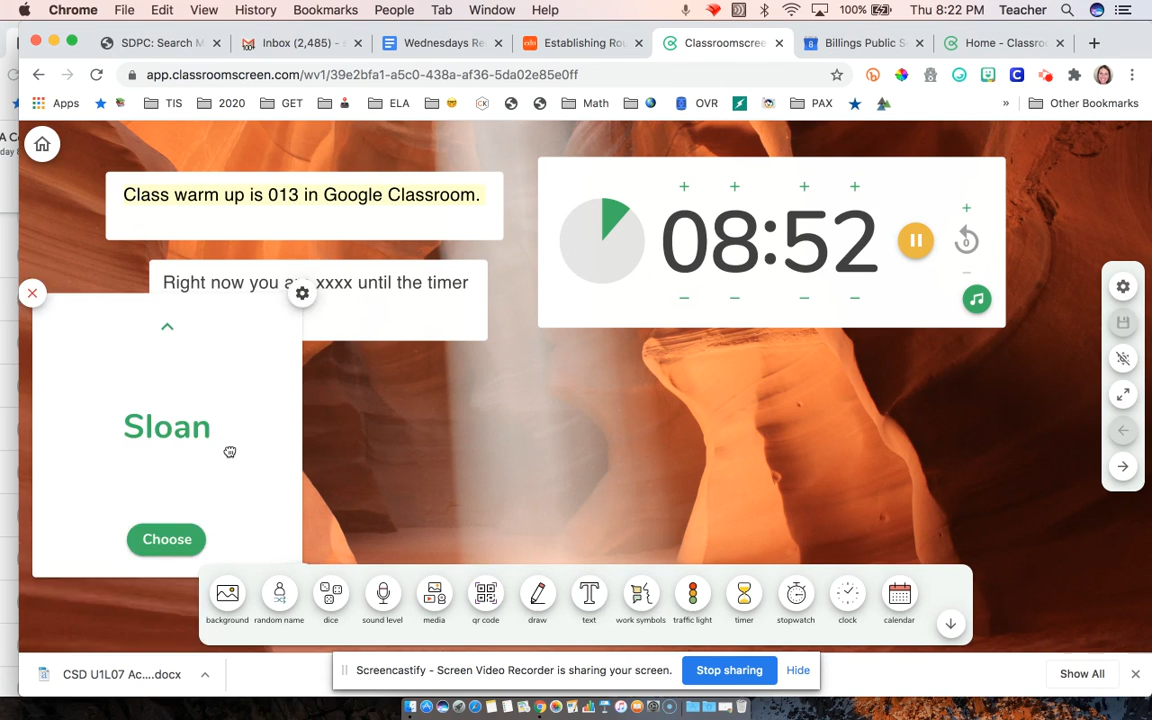 Chrome File Edit View History Bookmarks People Tab Window Help 100% Thu 8:22 PM Teacher
SDPC: Search M Inbox (2,485) - Wednesdays Re Establishing Rou Classroomscree Billings Public S Home - Classroo
app.classroomscreen.com/wv1/39e2bfa1-a5c0-438a-af36-5da02e85e0ff
Apps TIS 2020 GET ELA CK Math OVR PAX » Other Bookmarks
Class warm up is 013 in Google Classroom.
08:52
Right now you a xxxx until the timer
Sloan
Choose
background random name dice sound level media qr code draw text work symbols traffic light timer stopwatch clock calendar
CSD U1L07 Ac....docx
Screencastify - Screen Video Recorder is sharing your screen. Stop sharing Hide
Show All